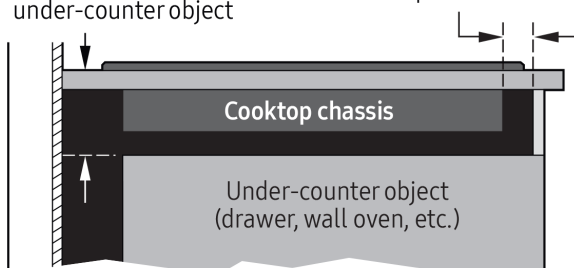 under-counter object
Cooktop chassis
Under-counter object
(drawer, wall oven, etc.)